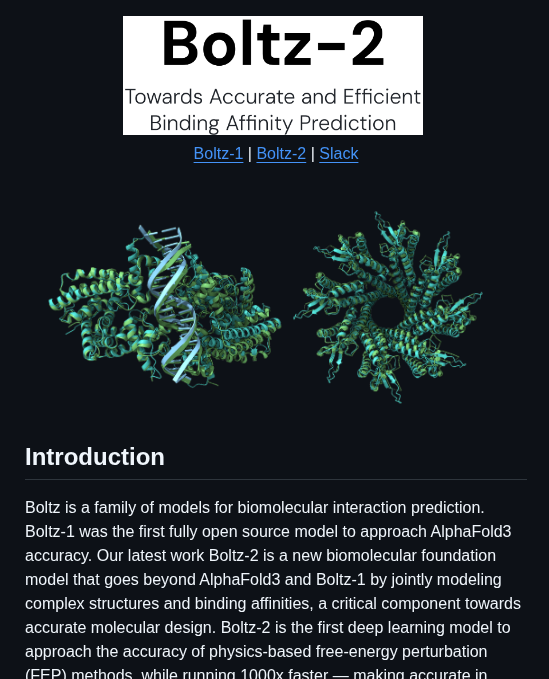 Boltz-2
Towards Accurate and Efficient
Binding Affinity Prediction
Boltz-1 | Boltz-2 | Slack
Introduction
Boltz is a family of models for biomolecular interaction prediction.
Boltz-1 was the first fully open source model to approach AlphaFold3
accuracy. Our latest work Boltz-2 is a new biomolecular foundation
model that goes beyond AlphaFold3 and Boltz-1 by jointly modeling
complex structures and binding affinities, a critical component towards
accurate molecular design. Boltz-2 is the first deep learning model to
approach the accuracy of physics-based free-energy perturbation
(FEP) methods, while running 1000x faster — making accurate in